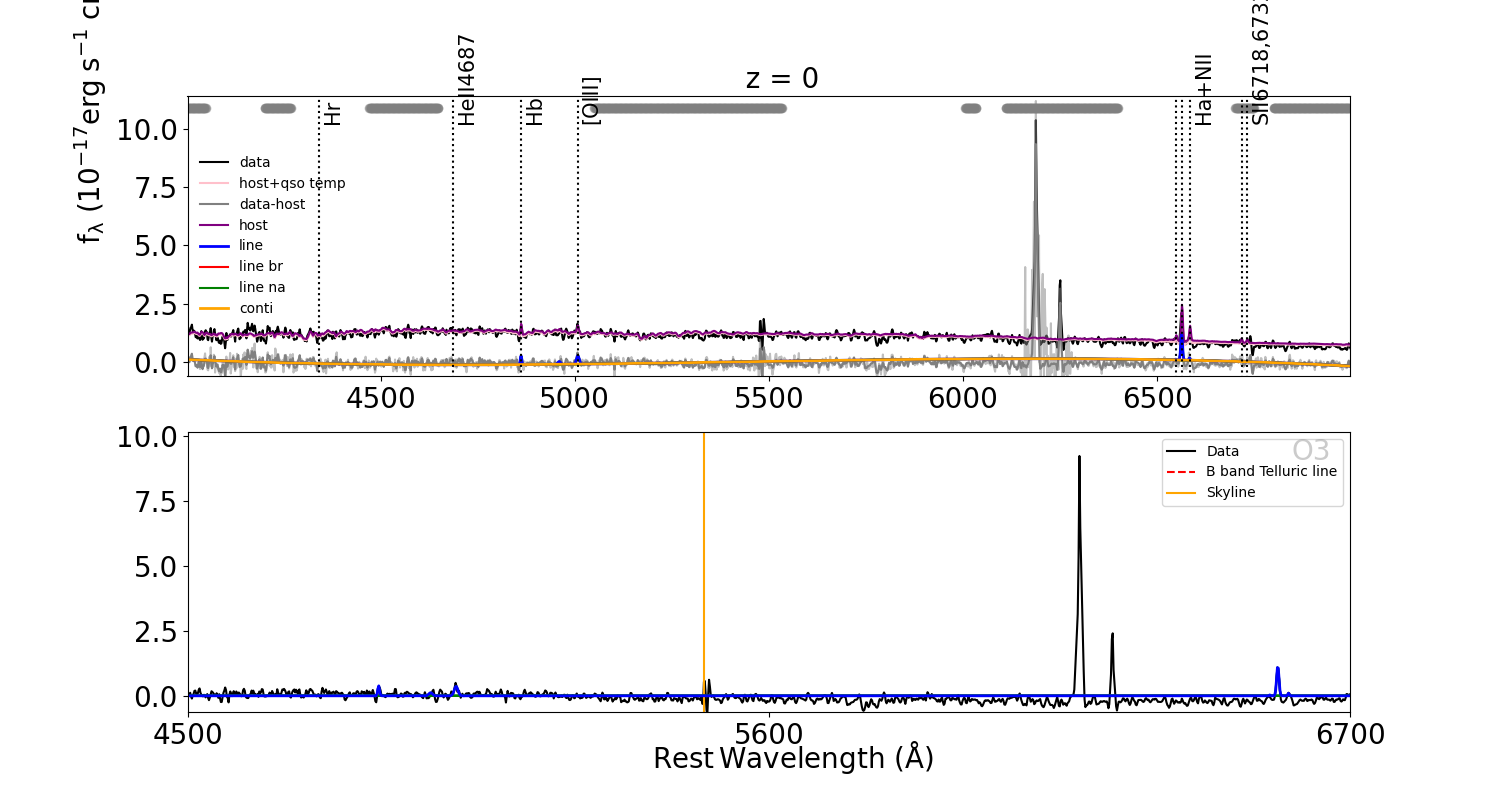 z = 0
fλ (10−17erg s−1 c
Hr
HeII4687
Hb
[OIII]
Ha+NII
SII6718,673
10.0
7.5
5.0
2.5
0.0
data
host+qso temp
data-host
host
line
line br
line na
conti
4500 5000 5500 6000 6500
10.0
7.5
5.0
2.5
0.0
O3
Data
B band Telluric line
Skyline
4500 5600 6700
Rest Wavelength (Å)